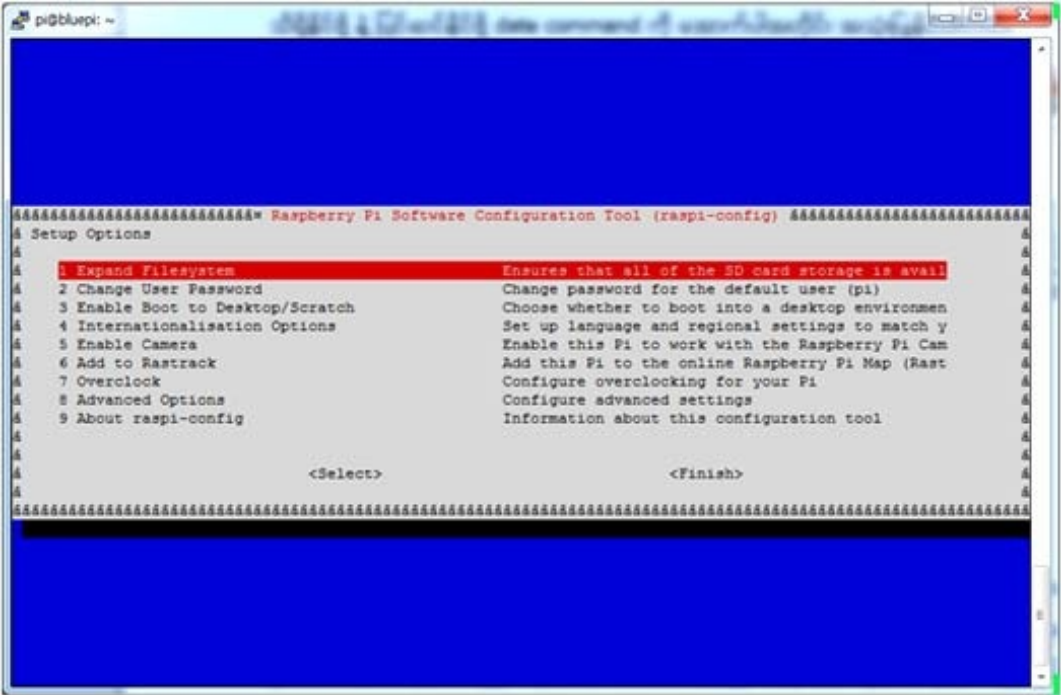 pi@bluepi: ~
date command
Raspberry Pi Software Configuration Tool (raspi-config)
Setup Options
1 Expand Filesystem Ensures that all of the SD card storage is avail
2 Change User Password Change password for the default user (pi)
3 Enable Boot to Desktop/Scratch Choose whether to boot into a desktop environmen
4 Internationalisation Options Set up language and regional settings to match y
5 Enable Camera Enable this Pi to work with the Raspberry Pi Cam
6 Add to Rastrack Add this Pi to the online Raspberry Pi Map (Rast
7 Overclock Configure overclocking for your Pi
8 Advanced Options Configure advanced settings
9 About raspi-config Information about this configuration tool
<Select> <Finish>